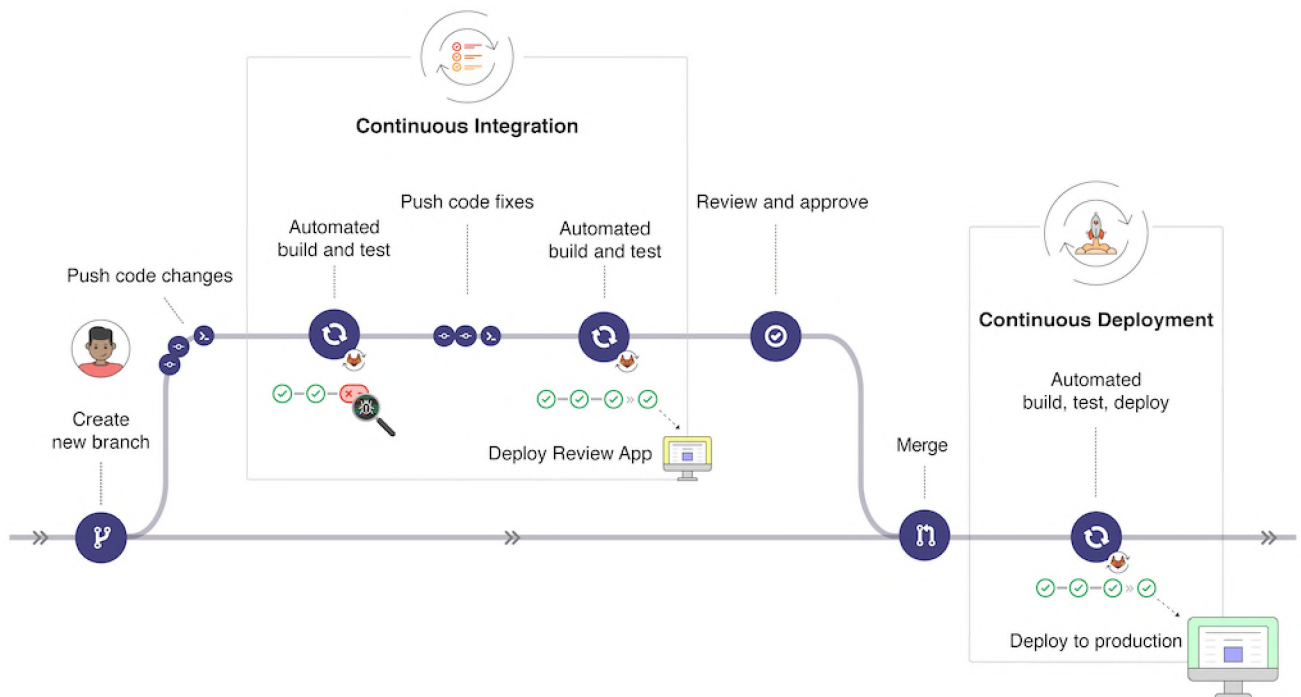 Continuous Integration
Push code fixes
Review and approve
Automated
build and test
Automated
build and test
Push code changes
Continuous Deployment
Automated
build, test, deploy
Create
new branch
Deploy Review App
Merge
Deploy to production